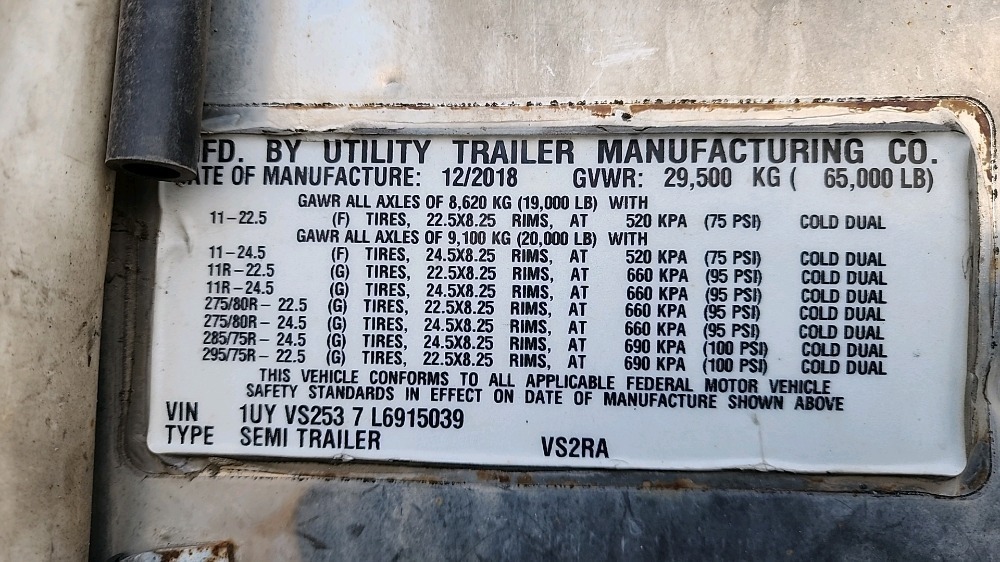 FD. BY UTILITY TRAILER MANUFACTURING CO.
ATE OF MANUFACTURE: 12/2018 GVWR: 29,500 KG ( 65,000 LB)
GAWR ALL AXLES OF 8,620 KG (19,000 LB) WITH
11-22.5 (F) TIRES, 22.5X8.25 RIMS, AT 520 KPA (75 PSI) COLD DUAL
GAWR ALL AXLES OF 9,100 KG (20,000 LB) WITH
11-24.5 (F) TIRES, 24.5X8.25 RIMS, AT 520 KPA (75 PSI) COLD DUAL
11R-22.5 (G) TIRES, 22.5X8.25 RIMS, AT 660 KPA (95 PSI) COLD DUAL
11R-24.5 (G) TIRES, 24.5X8.25 RIMS, AT 660 KPA (95 PSI) COLD DUAL
275/80R- 22.5 (G) TIRES, 22.5X8.25 RIMS, AT 660 KPA (95 PSI) COLD DUAL
275/80R- 24.5 (G) TIRES, 24.5X8.25 RIMS, AT 660 KPA (95 PSI) COLD DUAL
285/75R- 24.5 (G) TIRES, 24.5X8.25 RIMS, AT 690 KPA (100 PSI) COLD DUAL
295/75R- 22.5 (G) TIRES, 22.5X8.25 RIMS, AT 690 KPA (100 PSI) COLD DUAL
THIS VEHICLE CONFORMS TO ALL APPLICABLE FEDERAL MOTOR VEHICLE
SAFETY STANDARDS IN EFFECT ON DATE OF MANUFACTURE SHOWN ABOVE
VIN 1UY VS253 7 L6915039
TYPE SEMI TRAILER VS2RA